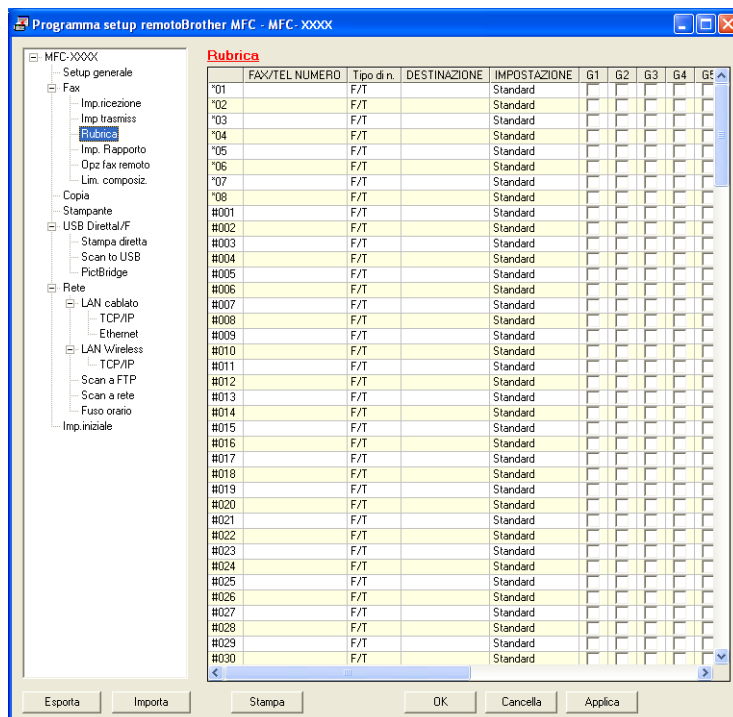 Programma setup remotoBrother MFC - MFC- XXXX
MFC-XXXX
Setup generale
Fax
Imp.ricezione
Imp trasmiss
Rubrica
Imp. Rapporto
Opz fax remoto
Lim. composiz.
Copia
Stampante
USB DirettaI/F
Stampa diretta
Scan to USB
PictBridge
Rete
LAN cablato
TCP/IP
Ethernet
LAN Wireless
TCP/IP
Scan a FTP
Scan a rete
Fuso orario
Imp.iniziale
Rubrica
FAX/TEL NUMERO Tipo di n. DESTINAZIONE IMPOSTAZIONE G1 G2 G3 G4 G5
*01 F/T Standard
*02 F/T Standard
*03 F/T Standard
*04 F/T Standard
*05 F/T Standard
*06 F/T Standard
*07 F/T Standard
*08 F/T Standard
#001 F/T Standard
#002 F/T Standard
#003 F/T Standard
#004 F/T Standard
#005 F/T Standard
#006 F/T Standard
#007 F/T Standard
#008 F/T Standard
#009 F/T Standard
#010 F/T Standard
#011 F/T Standard
#012 F/T Standard
#013 F/T Standard
#014 F/T Standard
#015 F/T Standard
#016 F/T Standard
#017 F/T Standard
#018 F/T Standard
#019 F/T Standard
#020 F/T Standard
#021 F/T Standard
#022 F/T Standard
#023 F/T Standard
#024 F/T Standard
#025 F/T Standard
#026 F/T Standard
#027 F/T Standard
#028 F/T Standard
#029 F/T Standard
#030 F/T Standard
Esporta Importa Stampa OK Cancella Applica